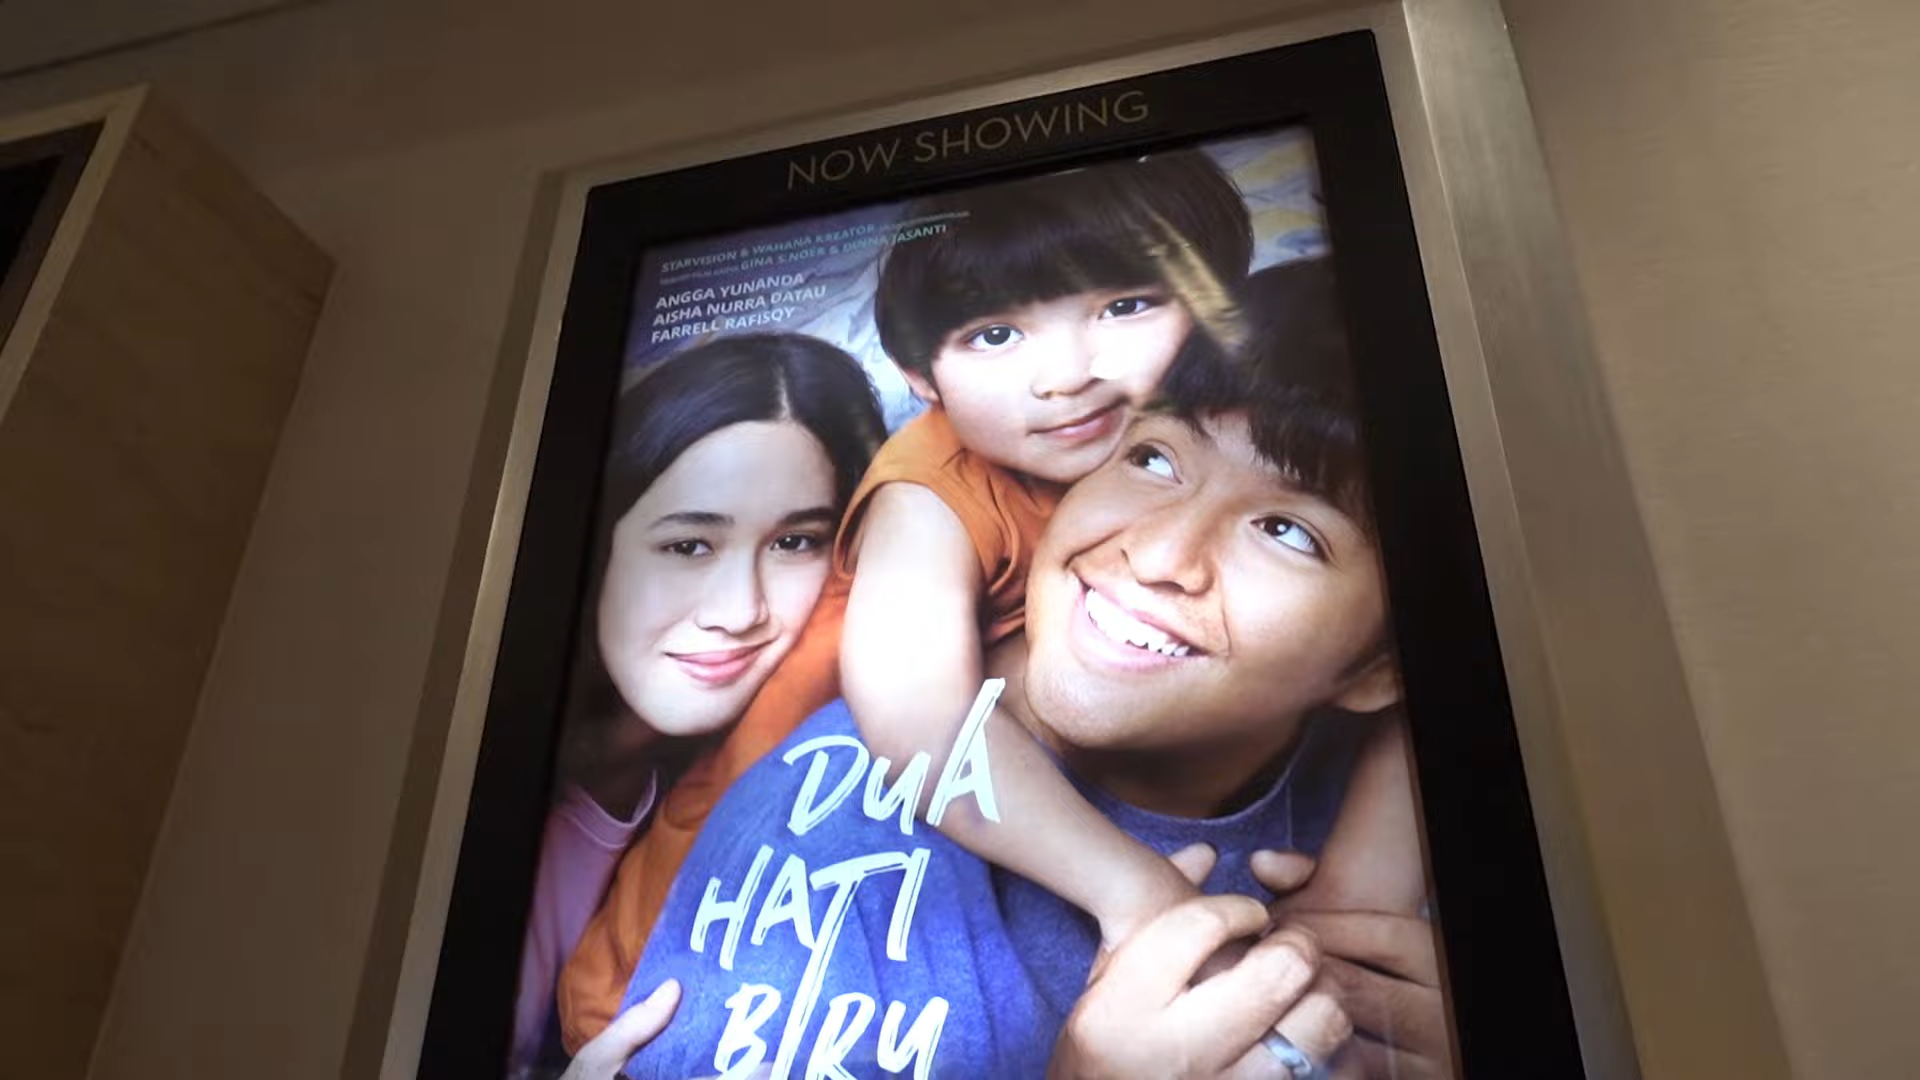 NOW SHOWING
STARVISION & WAHANA KREATOR
GINA S.NOER & DINNA JASANTI
ANGGA YUNANDA
AISHA NURRA DATAU
FARRELL RAFISQY
DUA
HATI
BIRU